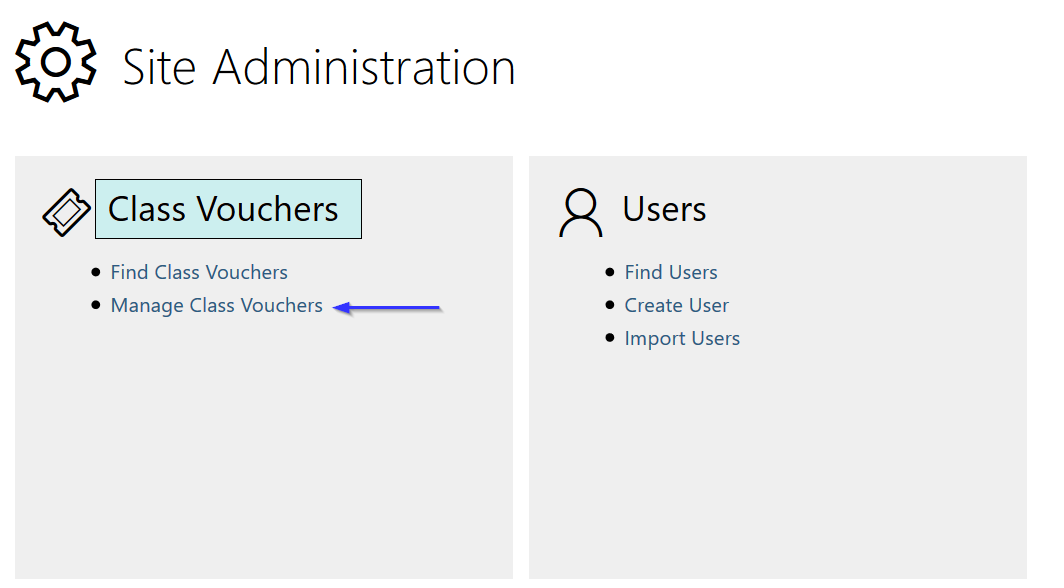 Site Administration
Class Vouchers
Find Class Vouchers
Manage Class Vouchers
Users
Find Users
Create User
Import Users